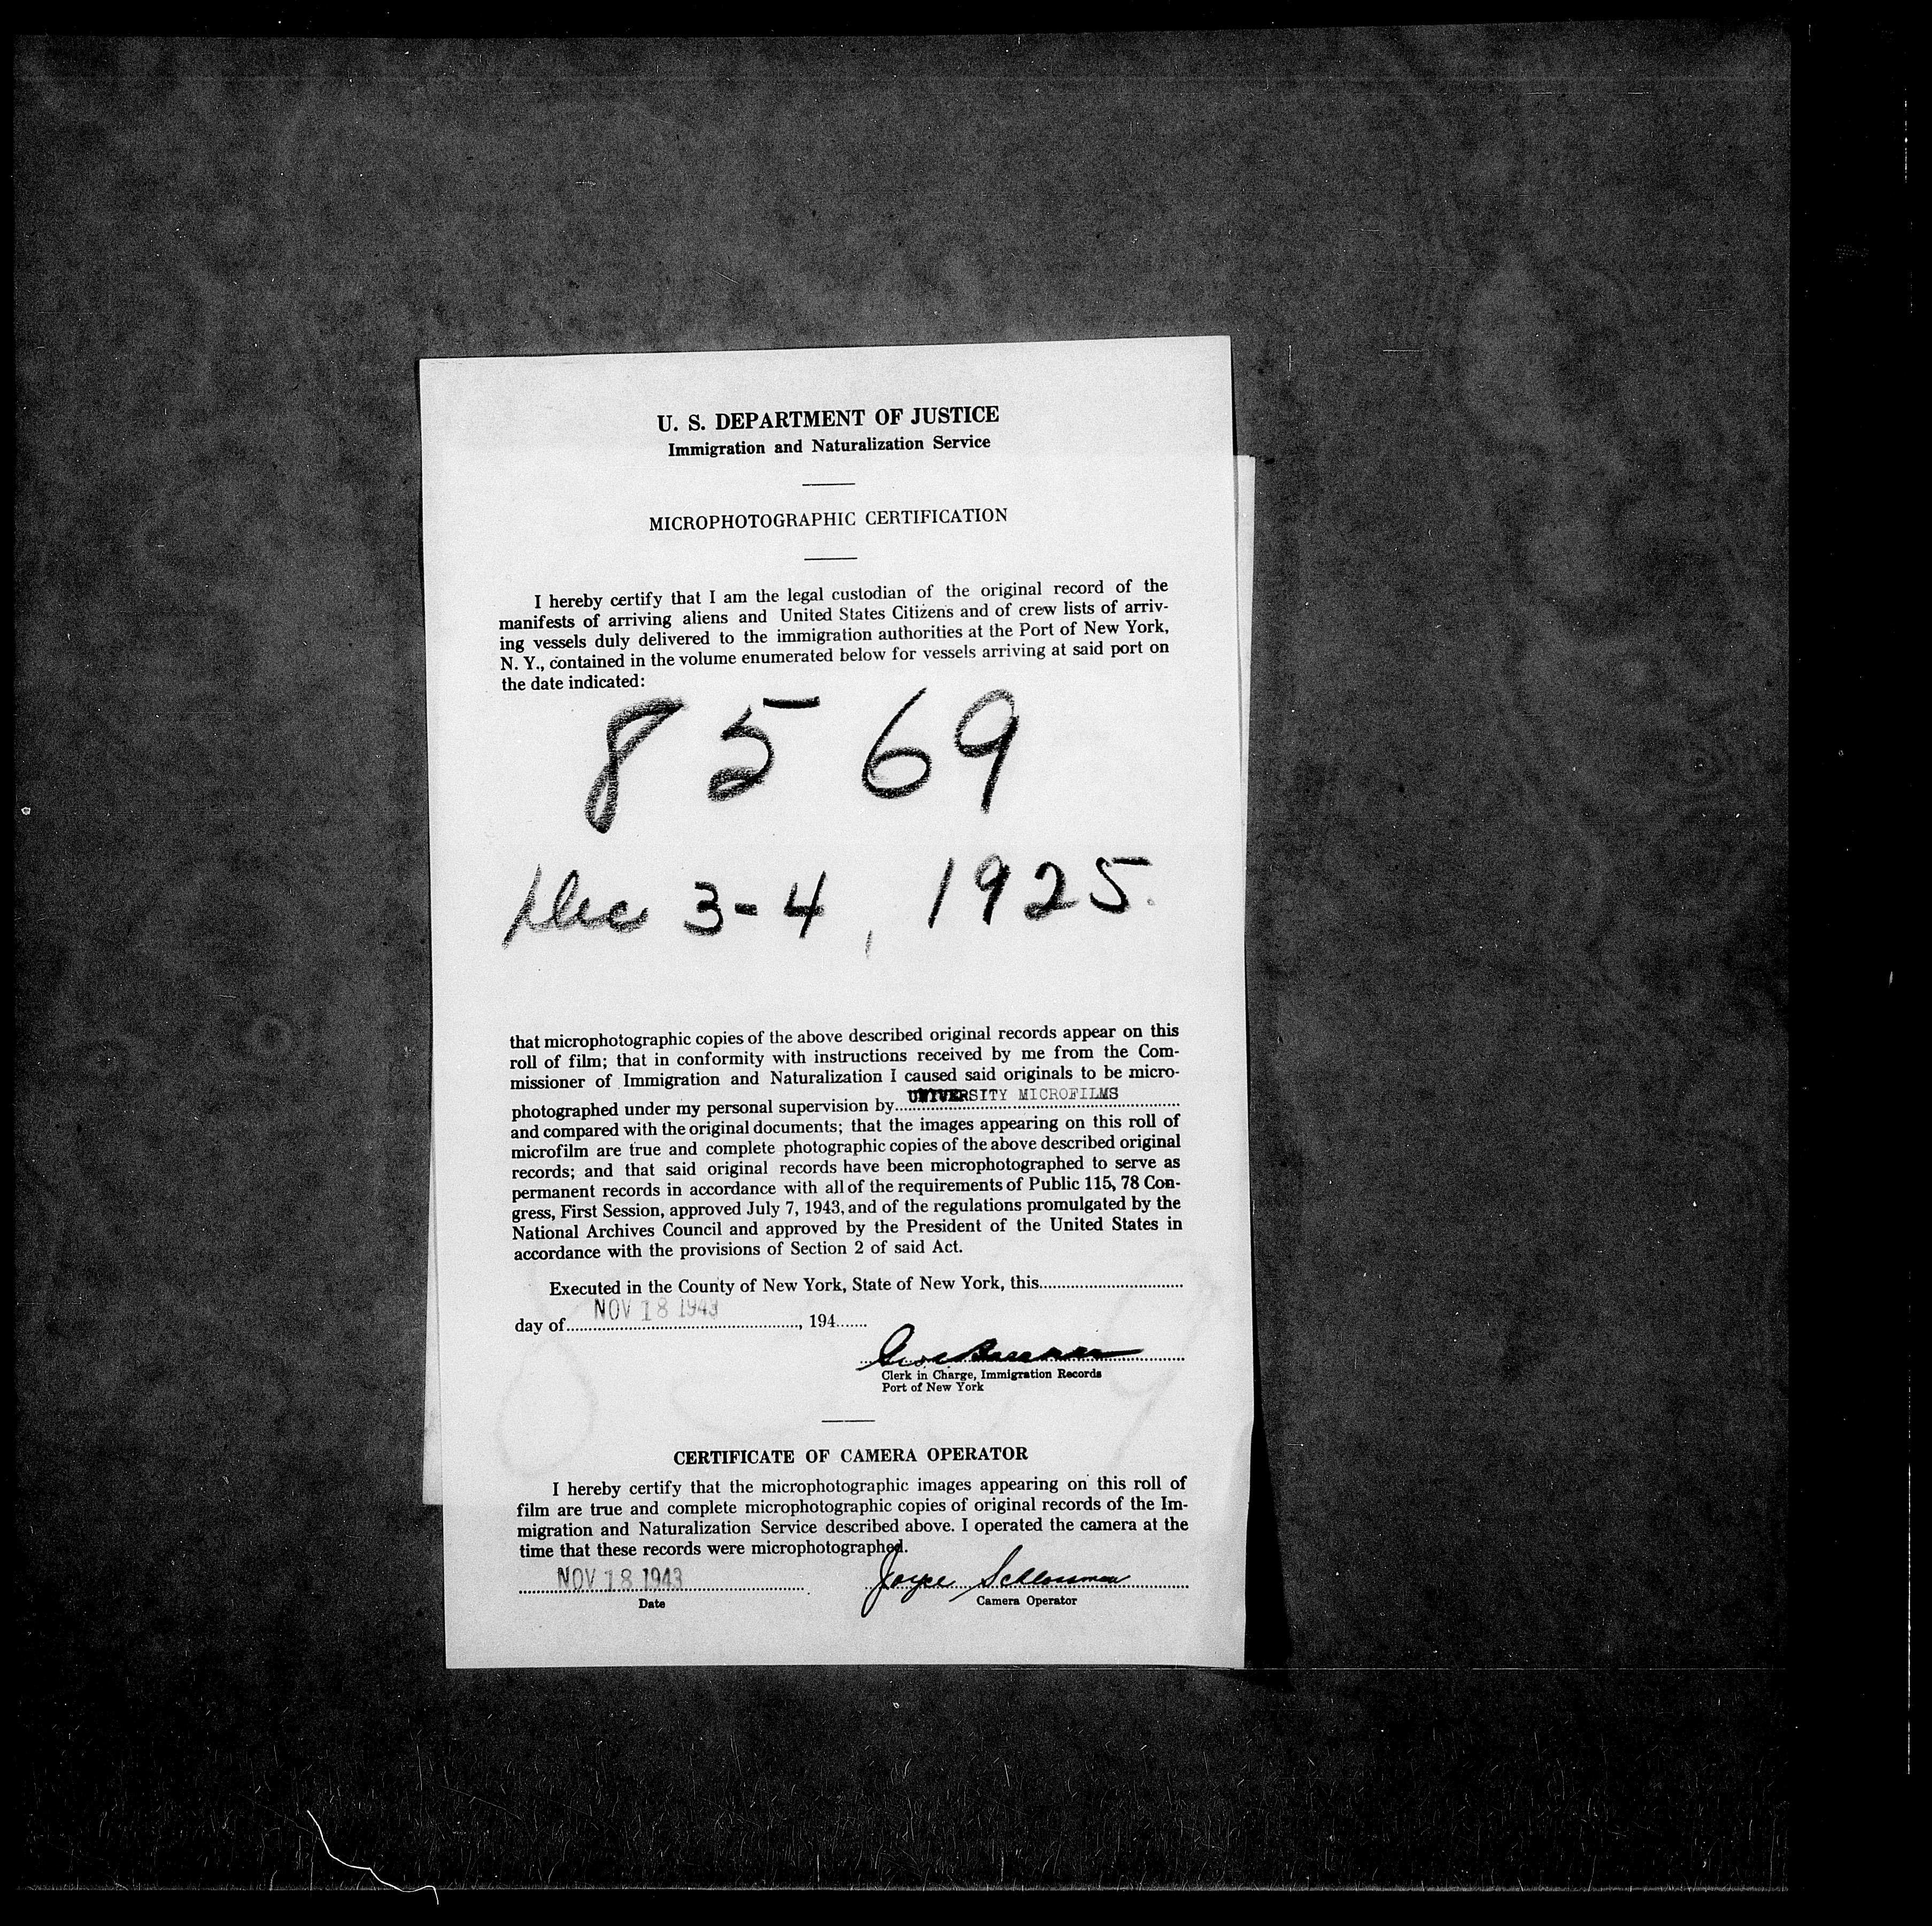 U. S. DEPARTMENT OF JUSTICE
Immigration and Naturalization Service
MICROPHOTOGRAPHIC CERTIFICATION
I hereby certify that I am the legal custodian of the original record of the
manifests of arriving aliens and United States Citizens and of crew lists of arriv-
ing vessels duly delivered to the immigration authorities at the Port of New York,
N. Y., contained in the volume enumerated below for vessels arriving at said port on
the date indicated:
8569
Dec 3-4, 1925.
that microphotographic copies of the above described original records appear on this
roll of film; that in conformity with instructions received by me from the Com-
missioner of Immigration and Naturalization I caused said originals to be micro-
photographed under my personal supervision by UNIVERSITY MICROFILMS
and compared with the original documents; that the images appearing on this roll of
microfilm are true and complete photographic copies of the above described original
records; and that said original records have been microphotographed to serve as
permanent records in accordance with all of the requirements of Public 115, 78 Con-
gress, First Session, approved July 7, 1943, and of the regulations promulgated by the
National Archives Council and approved by the President of the United States in
accordance with the provisions of Section 2 of said Act.
Executed in the County of New York, State of New York, this
day of NOV 18 1943, 194
Clerk in Charge, Immigration Records
Port of New York
CERTIFICATE OF CAMERA OPERATOR
I hereby certify that the microphotographic images appearing on this roll of
film are true and complete microphotographic copies of original records of the Im-
migration and Naturalization Service described above. I operated the camera at the
time that these records were microphotographed.
NOV 18 1943 Joyce Schlossman
Date Camera Operator